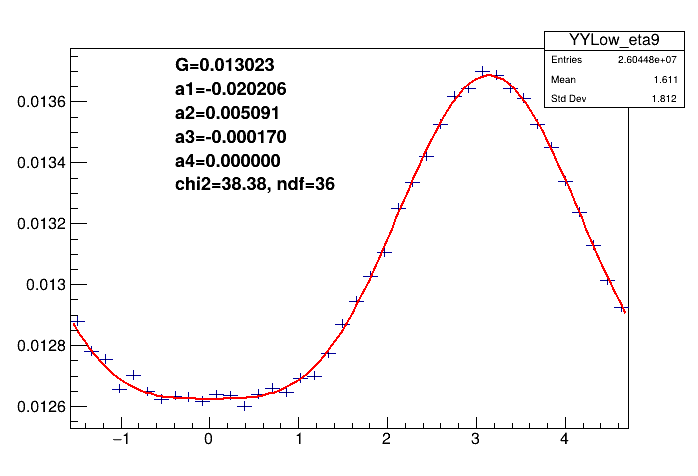 YYLow_eta9
Entries 2.60448e+07
Mean 1.611
Std Dev 1.812
G=0.013023
a1=-0.020206
a2=0.005091
a3=-0.000170
a4=0.000000
chi2=38.38, ndf=36
0.0136
0.0134
0.0132
0.013
0.0128
0.0126
−1 0 1 2 3 4